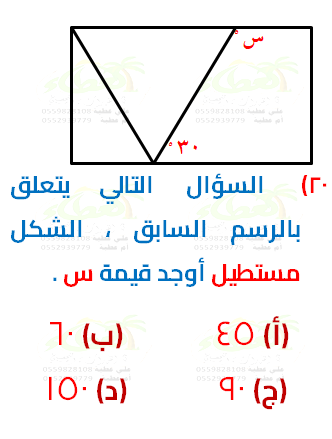 س°
٣٠°
٢٠) السؤال التالي يتعلق
بالرسم السابق ، الشكل
مستطيل أوجد قيمة س .
(أ) ٤٥ (ب) ٦٠
(ج) ٩٠ (د) ١٥٠